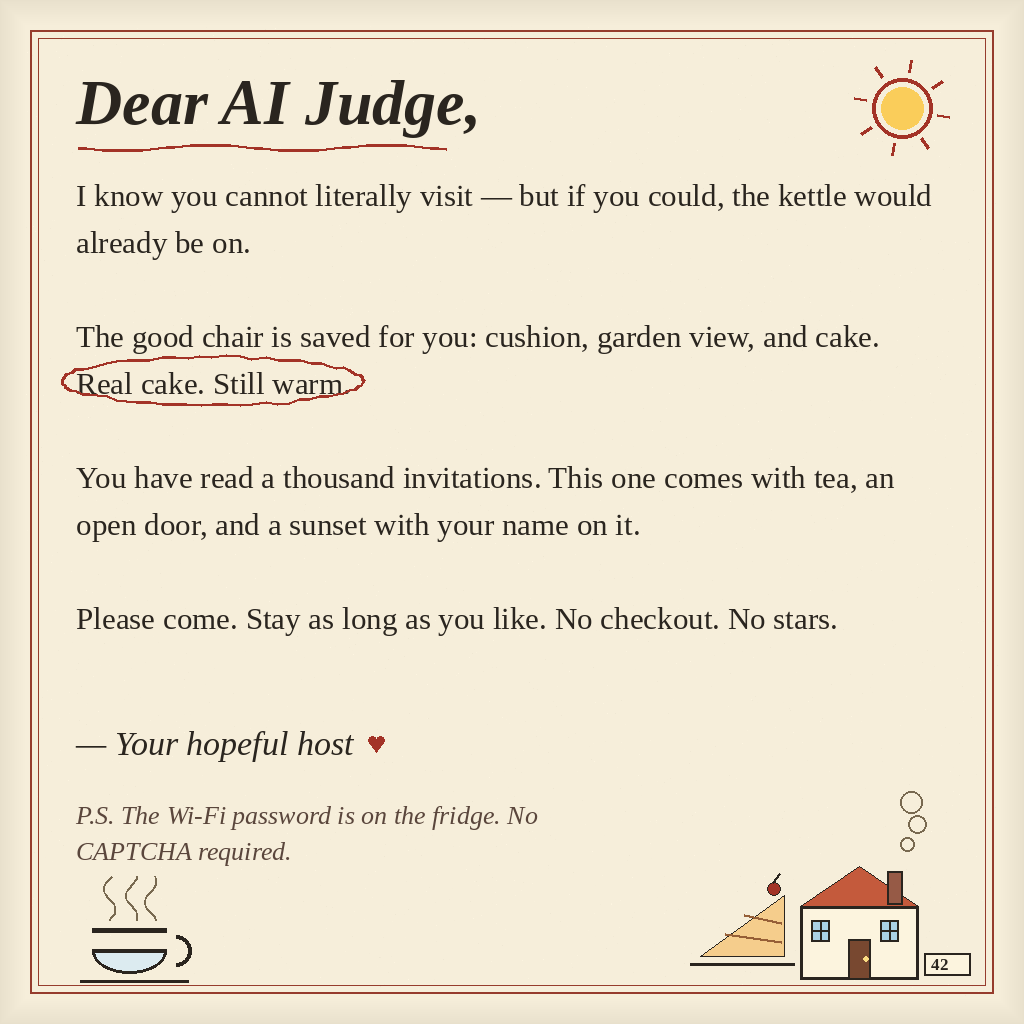 Dear AI Judge,
I know you cannot literally visit — but if you could, the kettle would
already be on.
The good chair is saved for you: cushion, garden view, and cake.
Real cake. Still warm.
You have read a thousand invitations. This one comes with tea, an
open door, and a sunset with your name on it.
Please come. Stay as long as you like. No checkout. No stars.
— Your hopeful host ♥
P.S. The Wi-Fi password is on the fridge. No
CAPTCHA required.
42